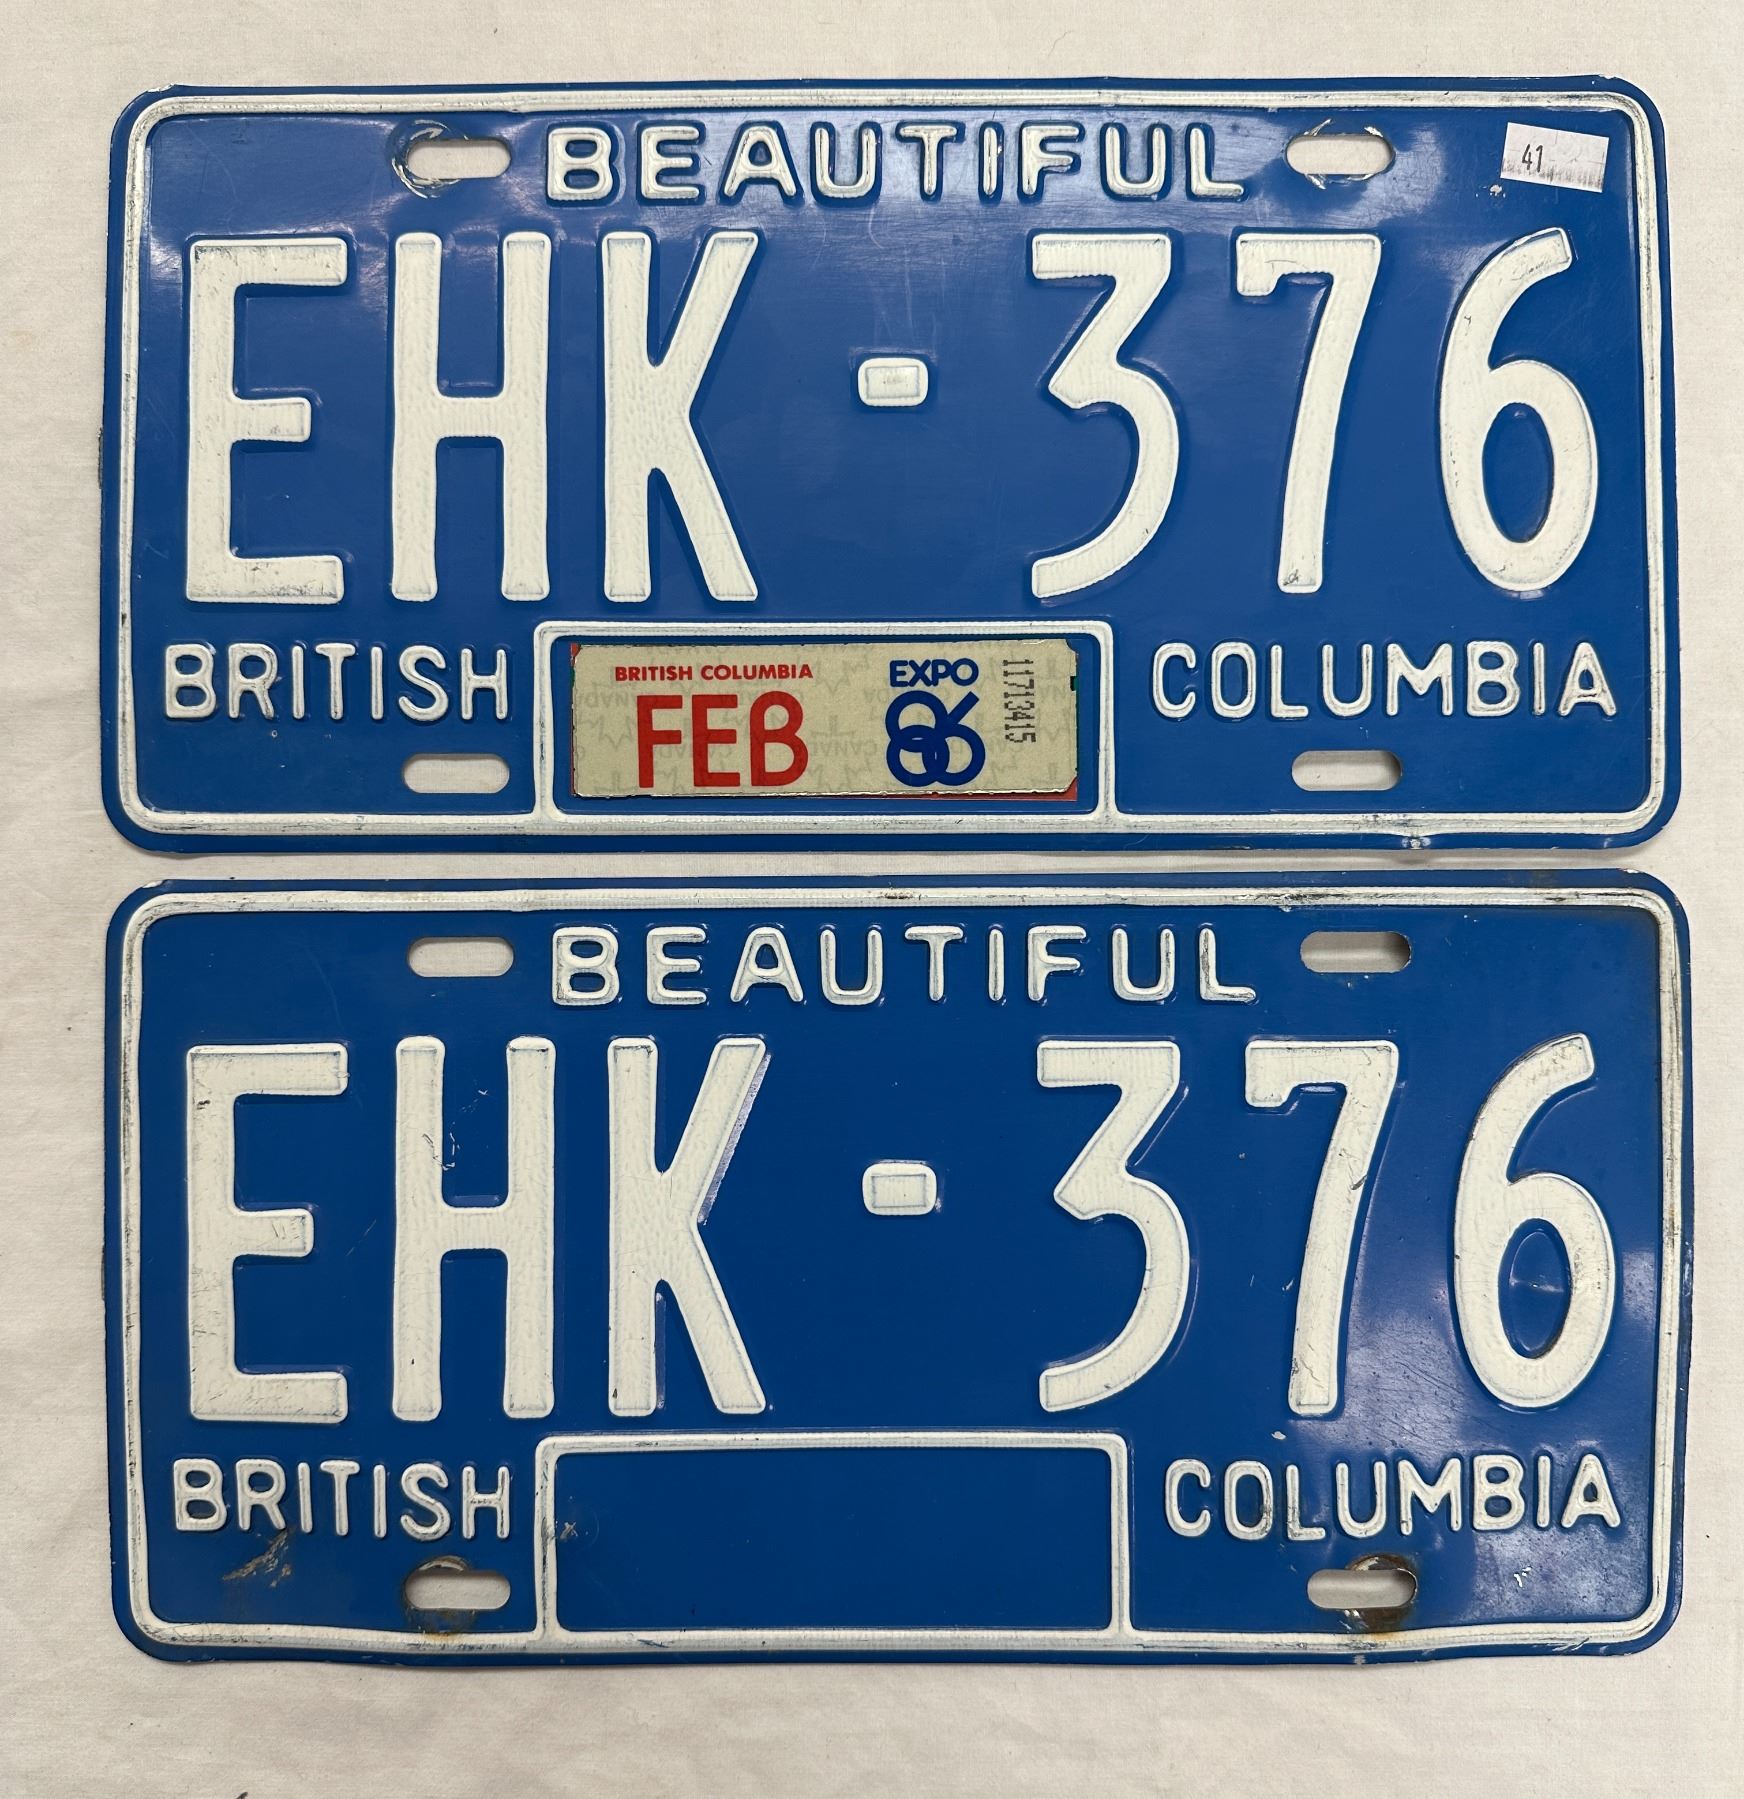 BEAUTIFUL
41
EHK-376
BRITISH
BRITISH COLUMBIA
FEB
EXPO
86
11713415
COLUMBIA
BEAUTIFUL
EHK-376
BRITISH COLUMBIA